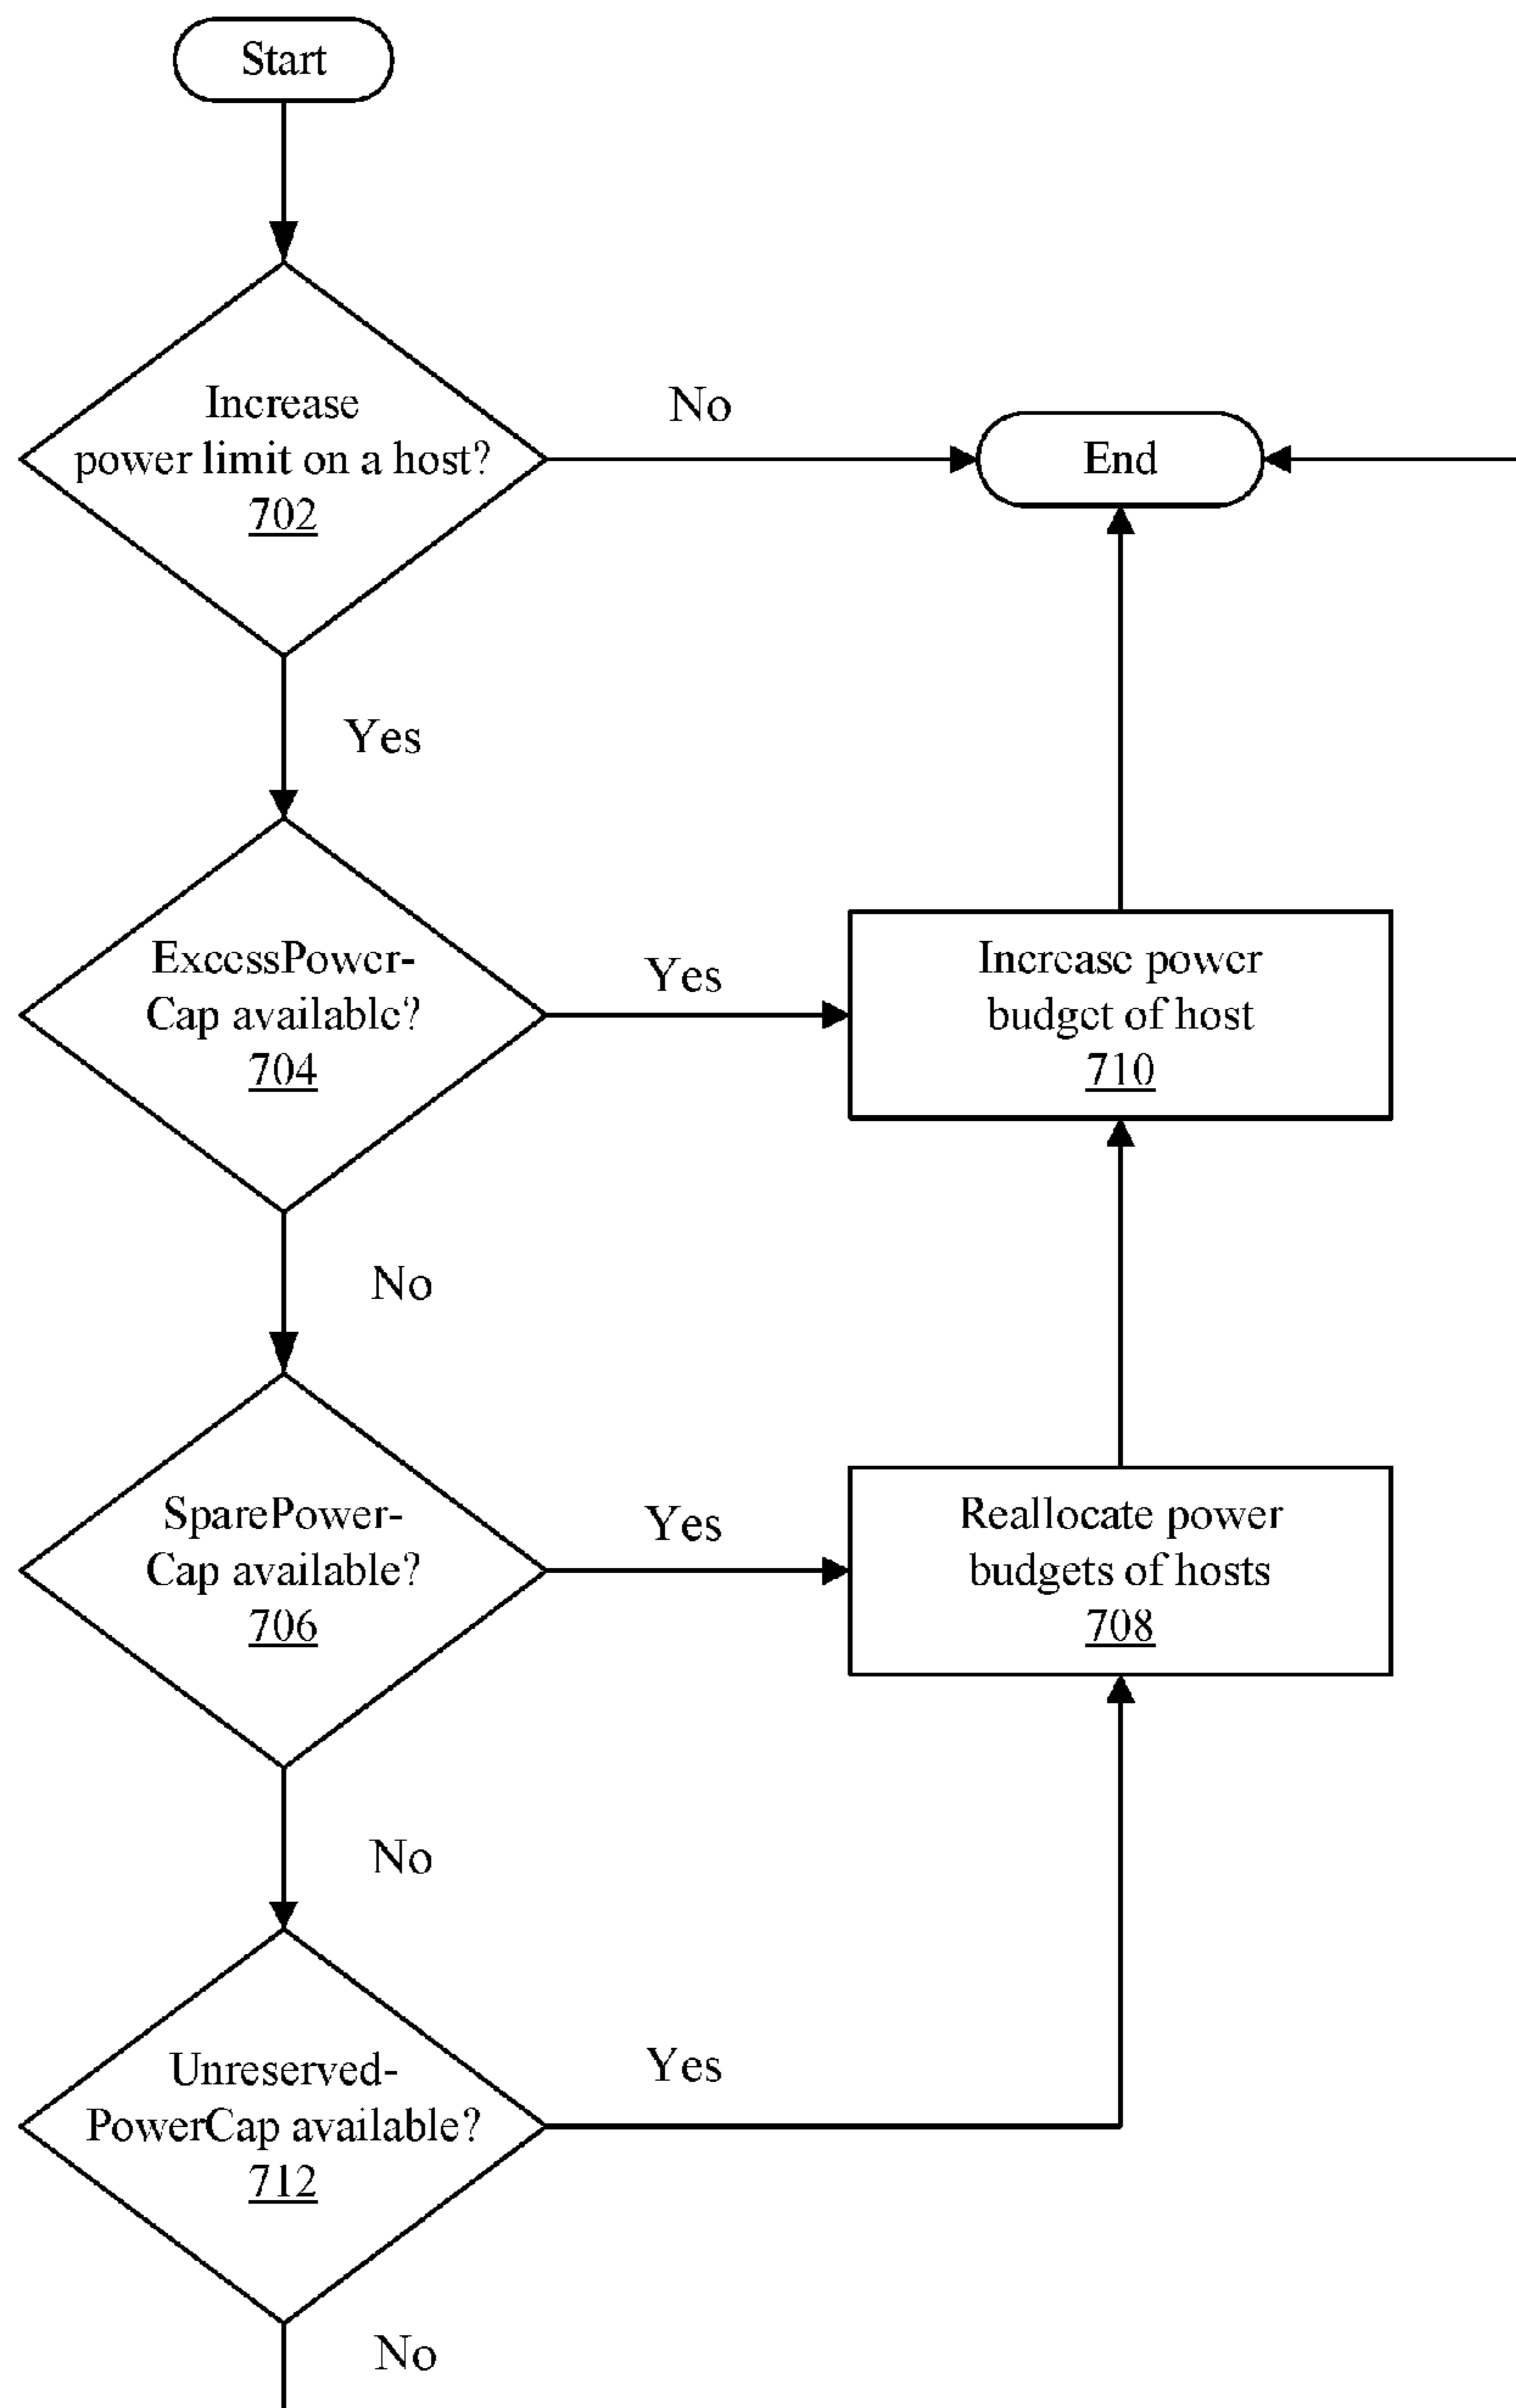 Start
Increase
power limit on a host?
702
No
End
Yes
ExcessPower-
Cap available?
704
Yes
Increase power
budget of host
710
No
SparePower-
Cap available?
706
Yes
Reallocate power
budgets of hosts
708
No
Unreserved-
PowerCap available?
712
Yes
No